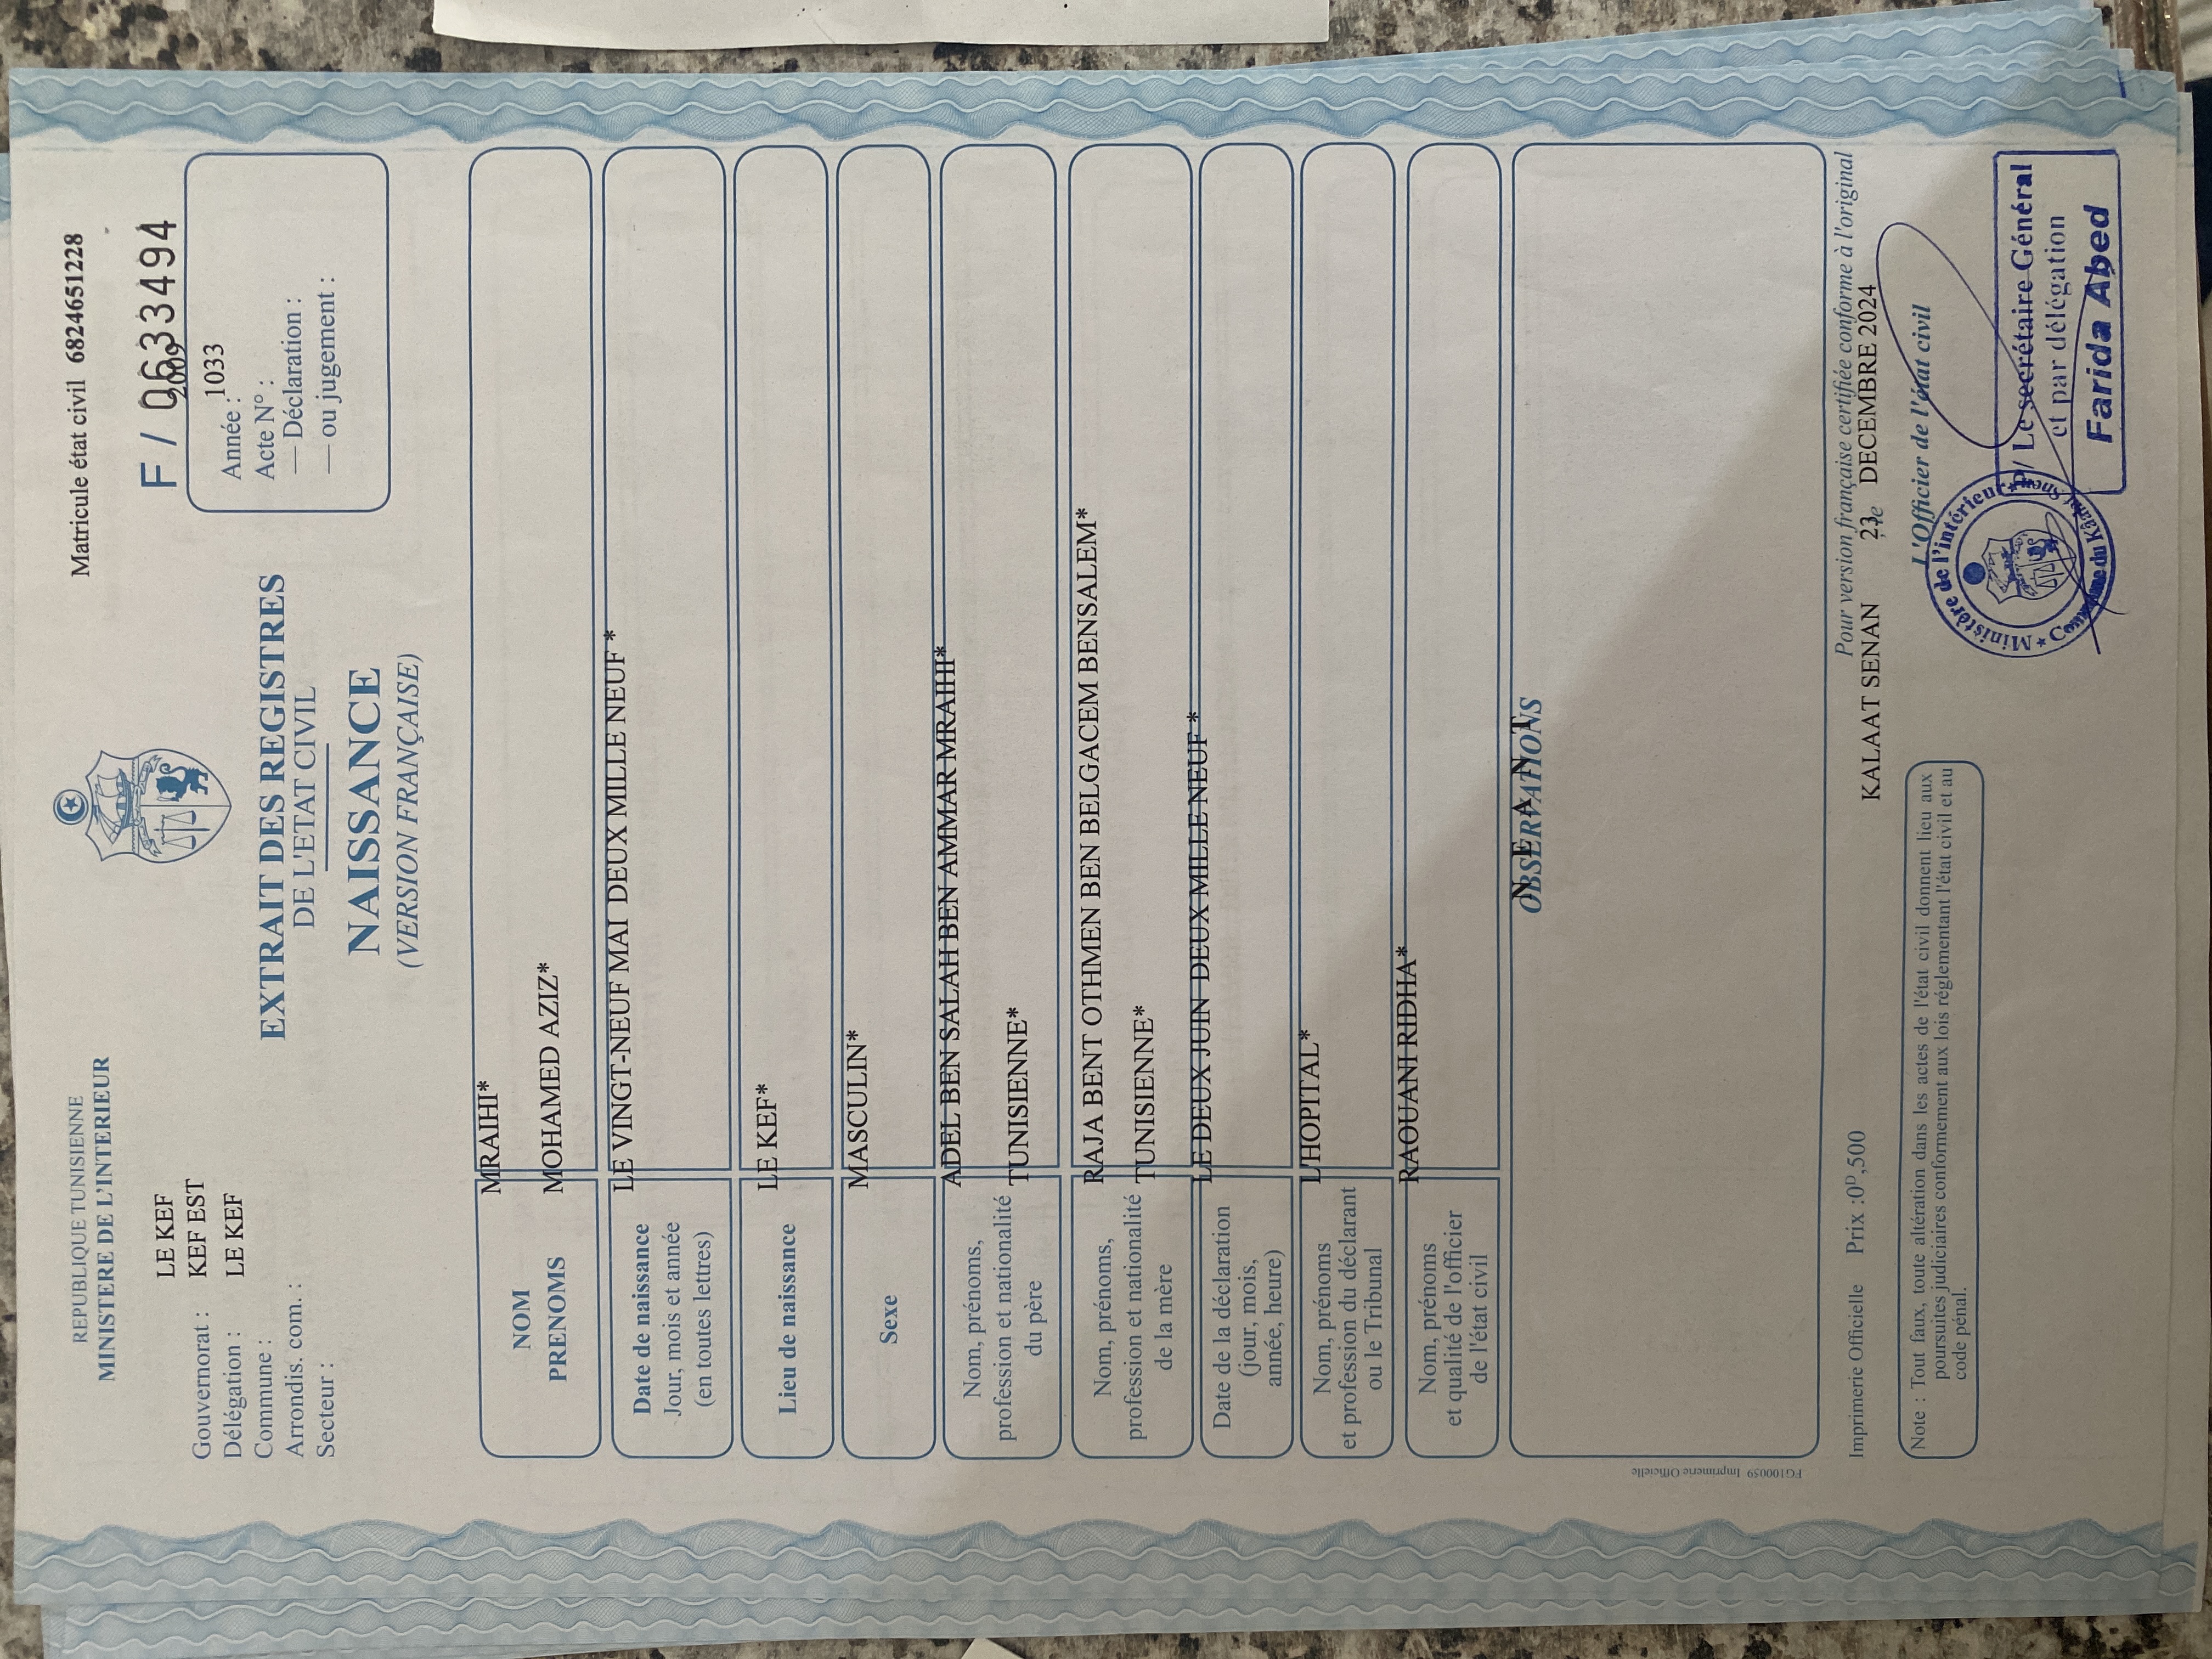 REPUBLIQUE TUNISIENNE
MINISTERE DE L'INTERIEUR
Matricule état civil 6824651228
F / 0633494
LE KEF
KEF EST
LE KEF
Gouvernorat :
Délégation :
Commune :
Arrondis. com. :
Secteur :
2009
1033
Année :
Acte N° :
— Déclaration :
— ou jugement :
EXTRAIT DES REGISTRES
DE L'ETAT CIVIL
NAISSANCE
(VERSION FRANÇAISE)
NOM
PRENOMS
MRAIHI*
MOHAMED AZIZ*
Date de naissance
Jour, mois et année
(en toutes lettres)
LE VINGT-NEUF MAI DEUX MILLE NEUF *
Lieu de naissance
LE KEF*
Sexe
MASCULIN*
Nom, prénoms,
profession et nationalité
du père
ADEL BEN SALAH BEN AMMAR MRAIHI*
TUNISIENNE*
Nom, prénoms,
profession et nationalité
de la mère
RAJA BENT OTHMEN BEN BELGACEM BENSALEM*
TUNISIENNE*
Date de la déclaration
(jour, mois,
année, heure)
LE DEUX JUIN DEUX MILLE NEUF *
Nom, prénoms
et profession du déclarant
ou le Tribunal
L'HOPITAL*
Nom, prénoms
et qualité de l'officier
de l'état civil
RAOUANI RIDHA*
OBSERVATIONS
N E A N T
FG100059 Imprimerie Officielle
Imprimerie Officielle Prix :0ᴰ,500
Pour version française certifiée conforme à l'original
KALAAT SENAN 23 DECEMBRE 2024
, le
L'Officier de l'état civil
Note : Tout faux, toute altération dans les actes de l'état civil donnent lieu aux
poursuites judiciaires conformement aux lois réglementant l'état civil et au
code pénal.
Ministère de l'intérieur
P/ Le secrétaire Général
et par délégation
Farida Abed